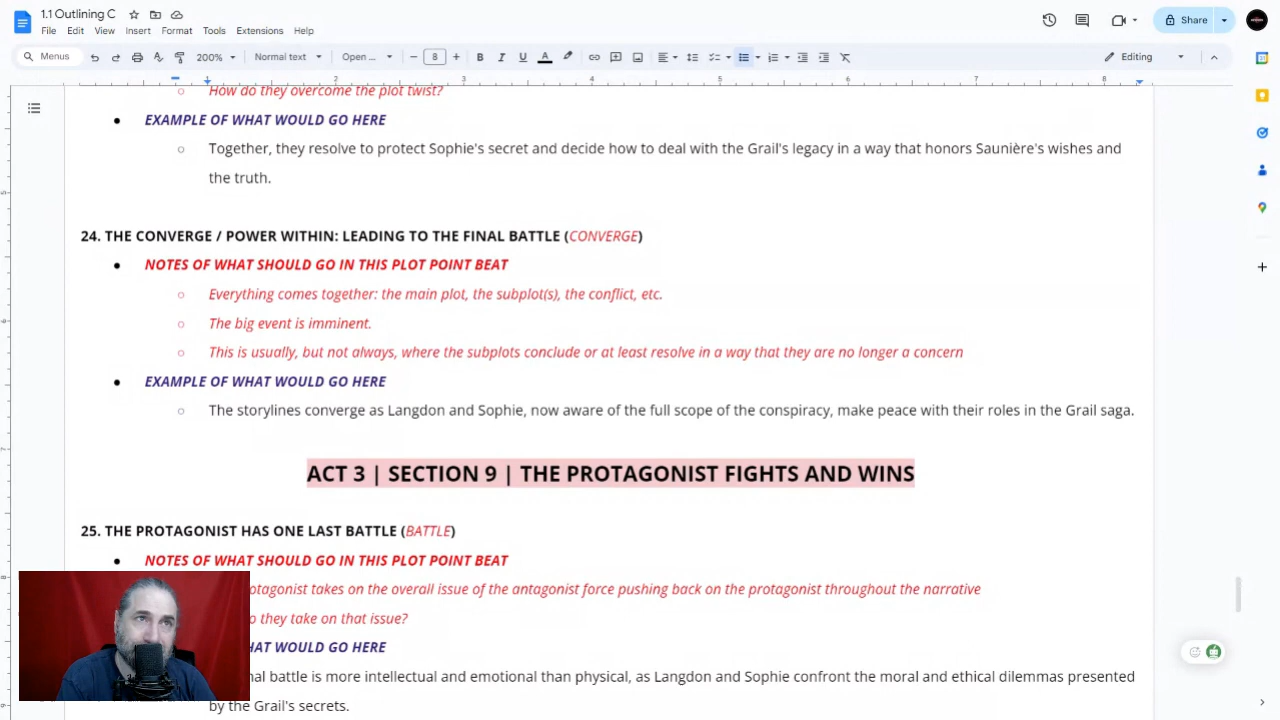 1.1 Outlining C
File Edit View Insert Format Tools Extensions Help
Share
Menus
200%
Normal text
Open ...
8
Editing
2 3 4 5 6 7 8
How do they overcome the plot twist?
EXAMPLE OF WHAT WOULD GO HERE
Together, they resolve to protect Sophie's secret and decide how to deal with the Grail's legacy in a way that honors Saunière's wishes and
the truth.
24. THE CONVERGE / POWER WITHIN: LEADING TO THE FINAL BATTLE (CONVERGE)
NOTES OF WHAT SHOULD GO IN THIS PLOT POINT BEAT
Everything comes together: the main plot, the subplot(s), the conflict, etc.
The big event is imminent.
This is usually, but not always, where the subplots conclude or at least resolve in a way that they are no longer a concern
EXAMPLE OF WHAT WOULD GO HERE
The storylines converge as Langdon and Sophie, now aware of the full scope of the conspiracy, make peace with their roles in the Grail saga.
ACT 3 | SECTION 9 | THE PROTAGONIST FIGHTS AND WINS
25. THE PROTAGONIST HAS ONE LAST BATTLE (BATTLE)
NOTES OF WHAT SHOULD GO IN THIS PLOT POINT BEAT
otagonist takes on the overall issue of the antagonist force pushing back on the protagonist throughout the narrative
o they take on that issue?
HAT WOULD GO HERE
nal battle is more intellectual and emotional than physical, as Langdon and Sophie confront the moral and ethical dilemmas presented
by the Grail's secrets.